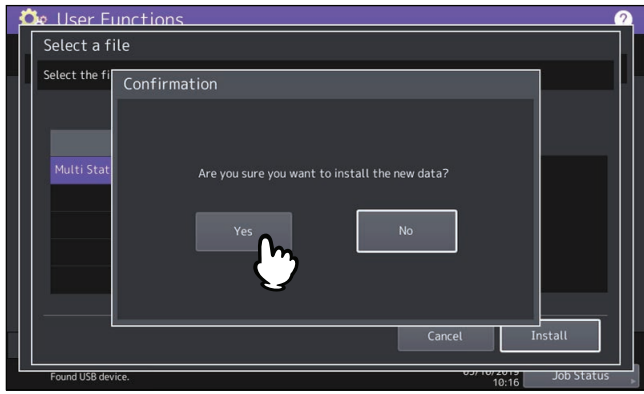 User Functions
?
Select a file
Select the fi
Confirmation
Multi Stat
Are you sure you want to install the new data?
Yes
No
Cancel
Install
Found USB device.
10:16
Job Status